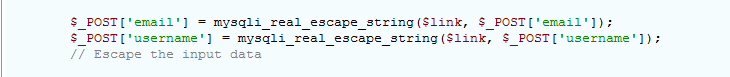 $_POST['email'] = mysqli_real_escape_string($link, $_POST['email']);
$_POST['username'] = mysqli_real_escape_string($link, $_POST['username']);
// Escape the input data